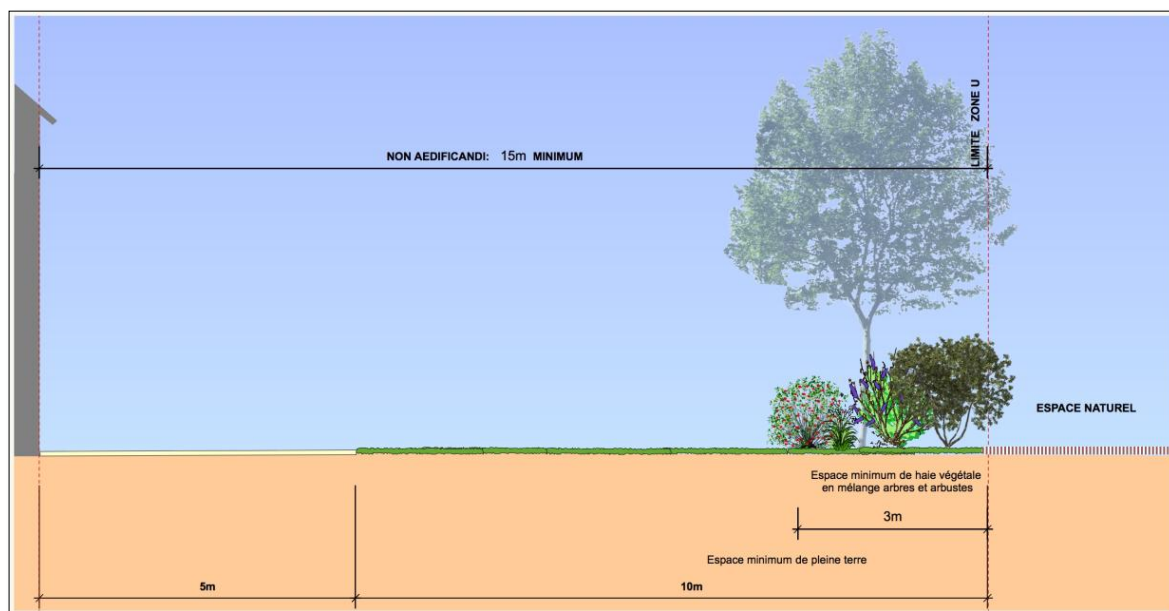 LIMITE ZONE U
NON AEDIFICANDI: 15m MINIMUM
ESPACE NATUREL
Espace minimum de haie végétale
en mélange arbres et arbustes
3m
Espace minimum de pleine terre
5m
10m